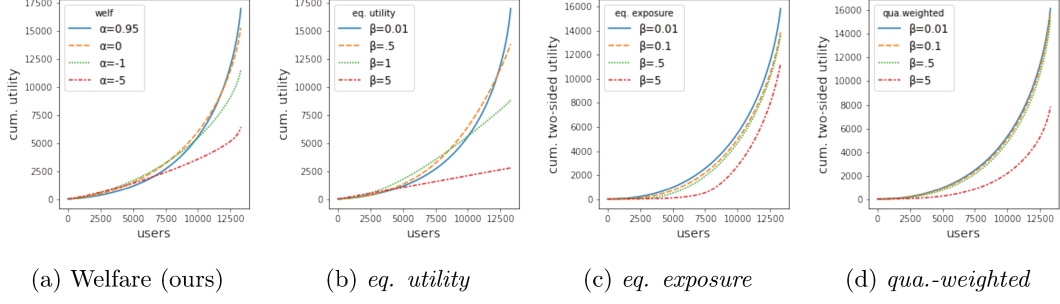 welf
α=0.95
α=0
α=-1
α=-5
17500
15000
12500
10000
7500
5000
2500
0
cum. utility
0 2500 5000 7500 10000 12500
users
(a) Welfare (ours)
eq. utility
β=0.01
β=.5
β=1
β=5
17500
15000
12500
10000
7500
5000
2500
0
cum. utility
0 2500 5000 7500 10000 12500
users
(b) eq. utility
eq. exposure
β=0.01
β=0.1
β=.5
β=5
16000
14000
12000
10000
8000
6000
4000
2000
0
cum. two-sided utility
0 2500 5000 7500 10000 12500
users
(c) eq. exposure
qua.weighted
β=0.01
β=0.1
β=.5
β=5
16000
14000
12000
10000
8000
6000
4000
2000
0
cum. two-sided utility
0 2500 5000 7500 10000 12500
users
(d) qua.-weighted